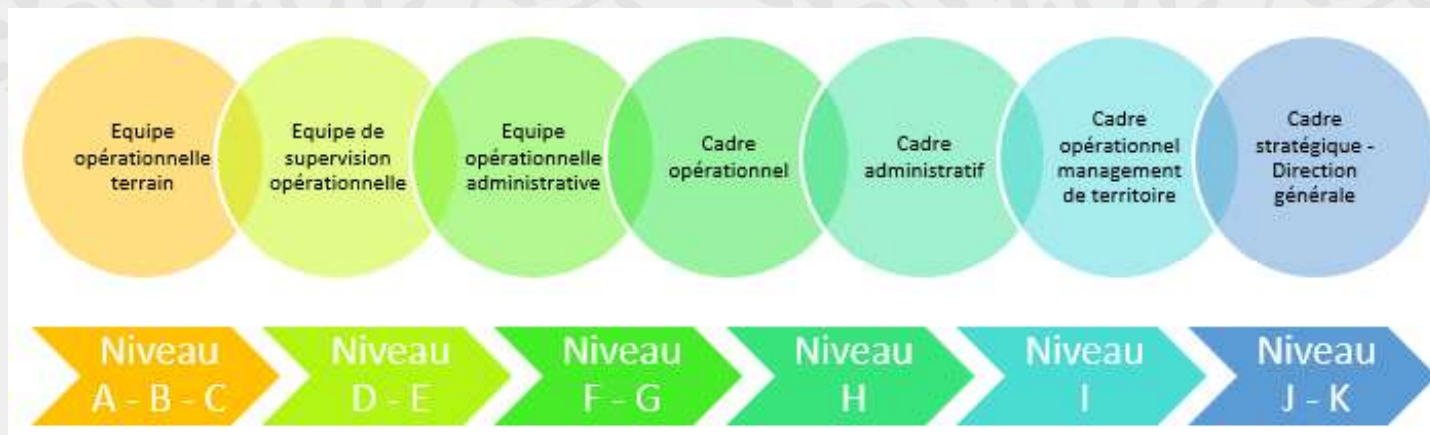 Equipe
opérationnelle
terrain
Equipe de
supervision
opérationnelle
Equipe
opérationnelle
administrative
Cadre
opérationnel
Cadre
administratif
Cadre
opérationnel
management
de territoire
Cadre
stratégique -
Direction
générale
Niveau
A - B - C
Niveau
D - E
Niveau
F - G
Niveau
H
Niveau
I
Niveau
J - K